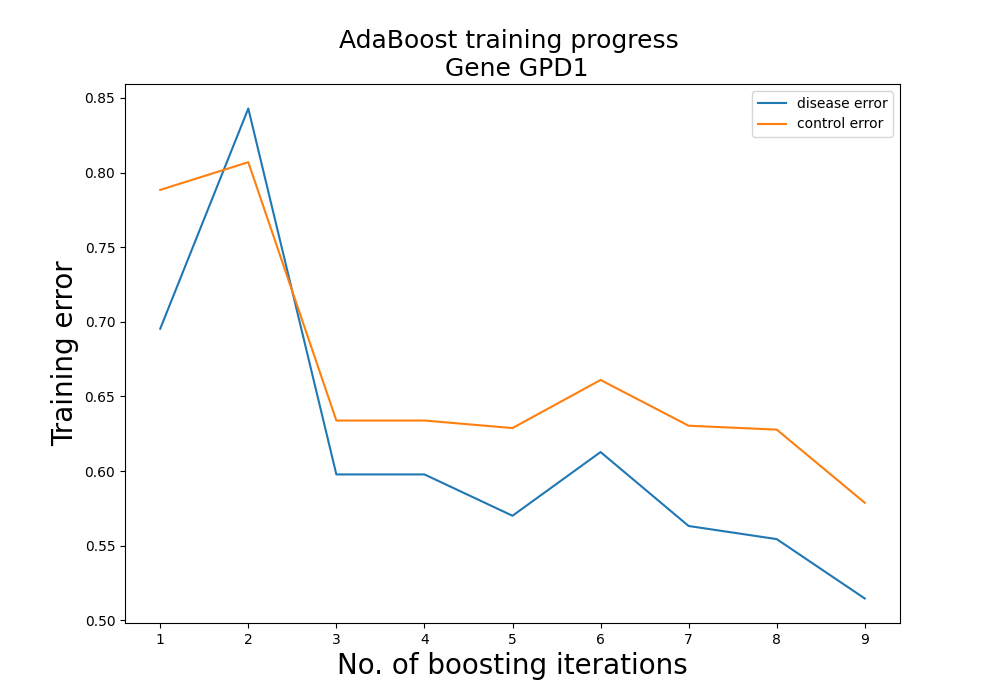 AdaBoost training progress
Gene GPD1
disease error
control error
Training error
0.85
0.80
0.75
0.70
0.65
0.60
0.55
0.50
1 2 3 4 5 6 7 8 9
No. of boosting iterations